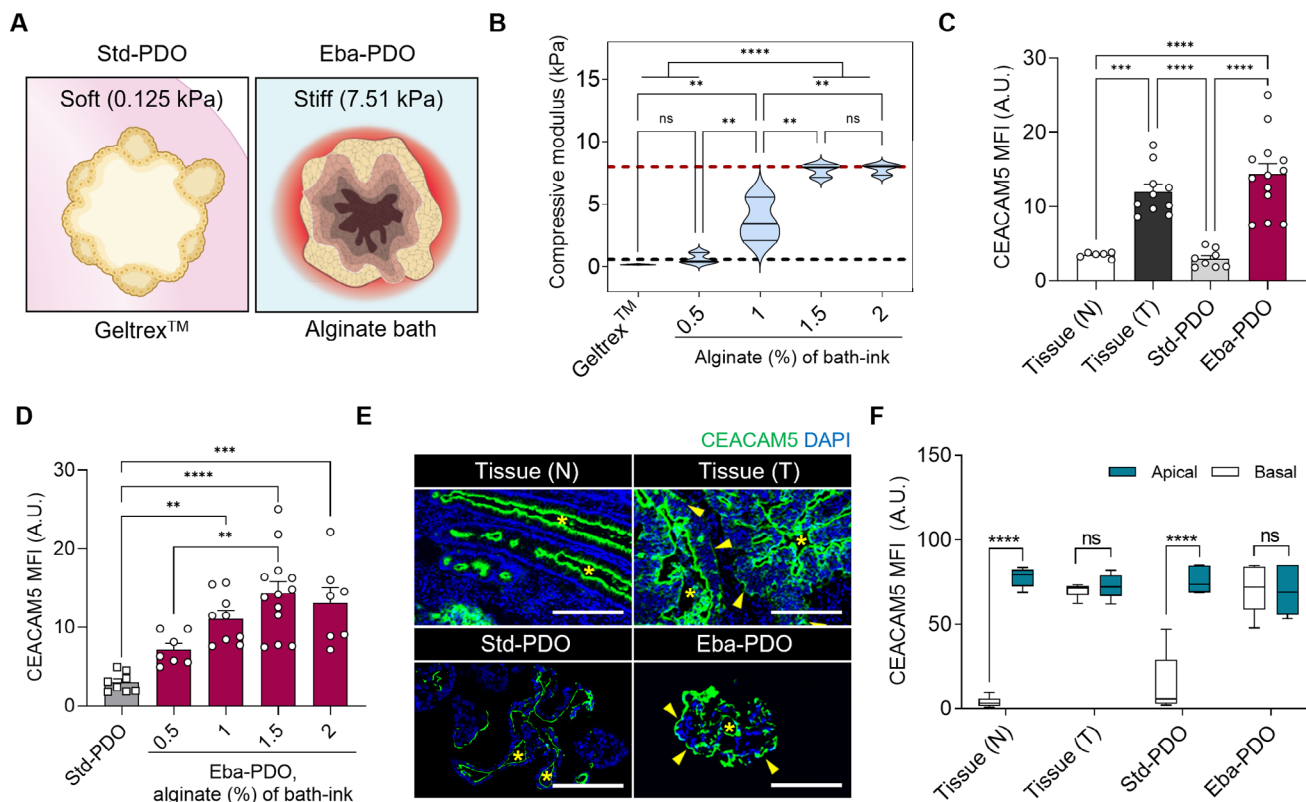 A
Std-PDO
Eba-PDO
Soft (0.125 kPa)
Stiff (7.51 kPa)
Geltrex™
Alginate bath
B
Compressive modulus (kPa)
15
10
5
0
****
**
**
ns
**
**
ns
Geltrex™
0.5
1
1.5
2
Alginate (%) of bath-ink
C
CEACAM5 MFI (A.U.)
30
20
10
0
****
***
****
****
Tissue (N)
Tissue (T)
Std-PDO
Eba-PDO
D
CEACAM5 MFI (A.U.)
30
20
10
0
***
****
**
**
Std-PDO
0.5
1
1.5
2
Eba-PDO,
alginate (%) of bath-ink
E
CEACAM5 DAPI
Tissue (N)
Tissue (T)
*
*
*
*
Std-PDO
Eba-PDO
*
*
*
F
Apical
Basal
CEACAM5 MFI (A.U.)
150
100
50
0
****
ns
****
ns
Tissue (N)
Tissue (T)
Std-PDO
Eba-PDO